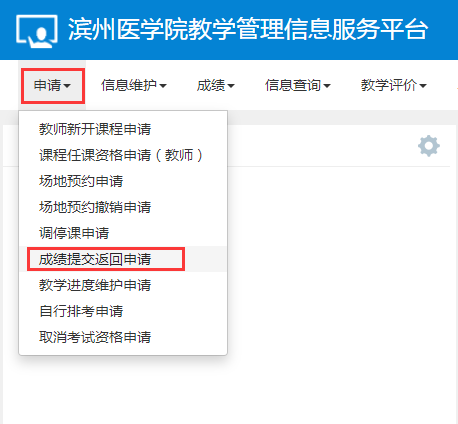 滨州医学院教学管理信息服务平台
申请 信息维护 成绩 信息查询 教学评价
教师新开课程申请
课程任课资格申请（教师）
场地预约申请
场地预约撤销申请
调停课申请
成绩提交返回申请
教学进度维护申请
自行排考申请
取消考试资格申请